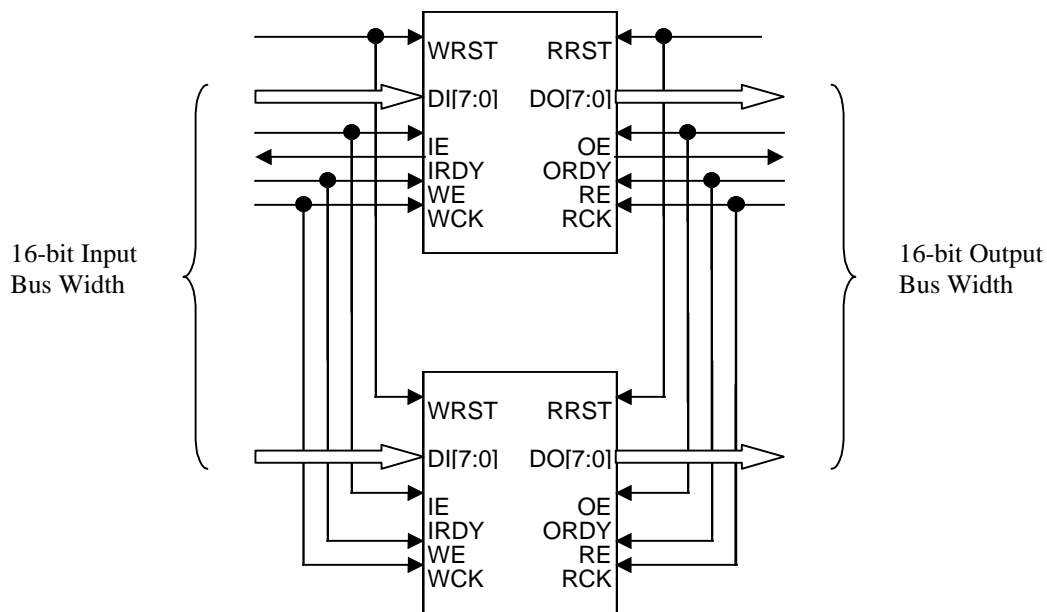 WRST RRST
DI[7:0] DO[7:0]
IE OE
IRDY ORDY
WE RE
WCK RCK
16-bit Input
Bus Width
16-bit Output
Bus Width
WRST RRST
DI[7:0] DO[7:0]
IE OE
IRDY ORDY
WE RE
WCK RCK